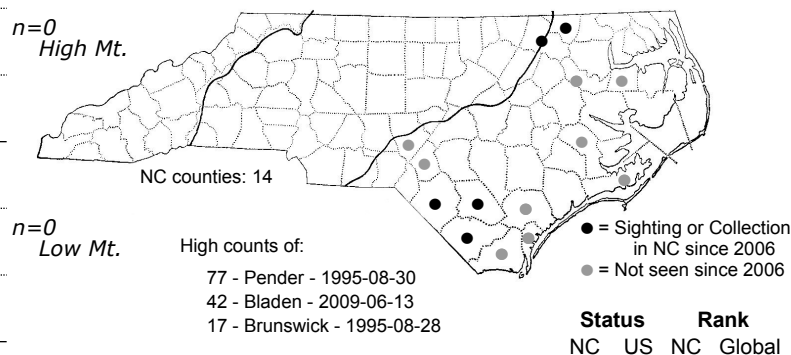 n=0
High Mt.
NC counties: 14
n=0
Low Mt.
High counts of:
77 - Pender - 1995-08-30
42 - Bladen - 2009-06-13
17 - Brunswick - 1995-08-28
= Sighting or Collection
in NC since 2006
= Not seen since 2006
Status Rank
NC US NC Global